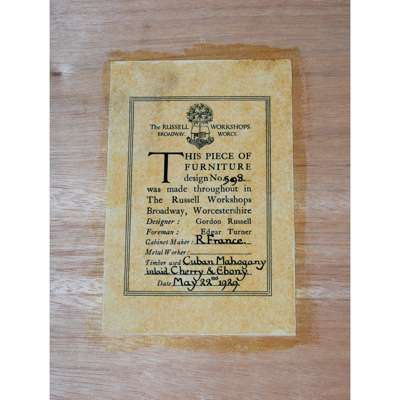 The RUSSELL WORKSHOPS
BROADWAY, WORCS.
THIS PIECE OF
FURNITURE
design No. 598
was made throughout in
The Russell Workshops
Broadway, Worcestershire
Designer: Gordon Russell
Foreman: Edgar Turner
Cabinet Maker: R. France.
Metal Worker:
Timber used Cuban Mahogany
inlaid Cherry & Ebony.
Date May 22nd 1929